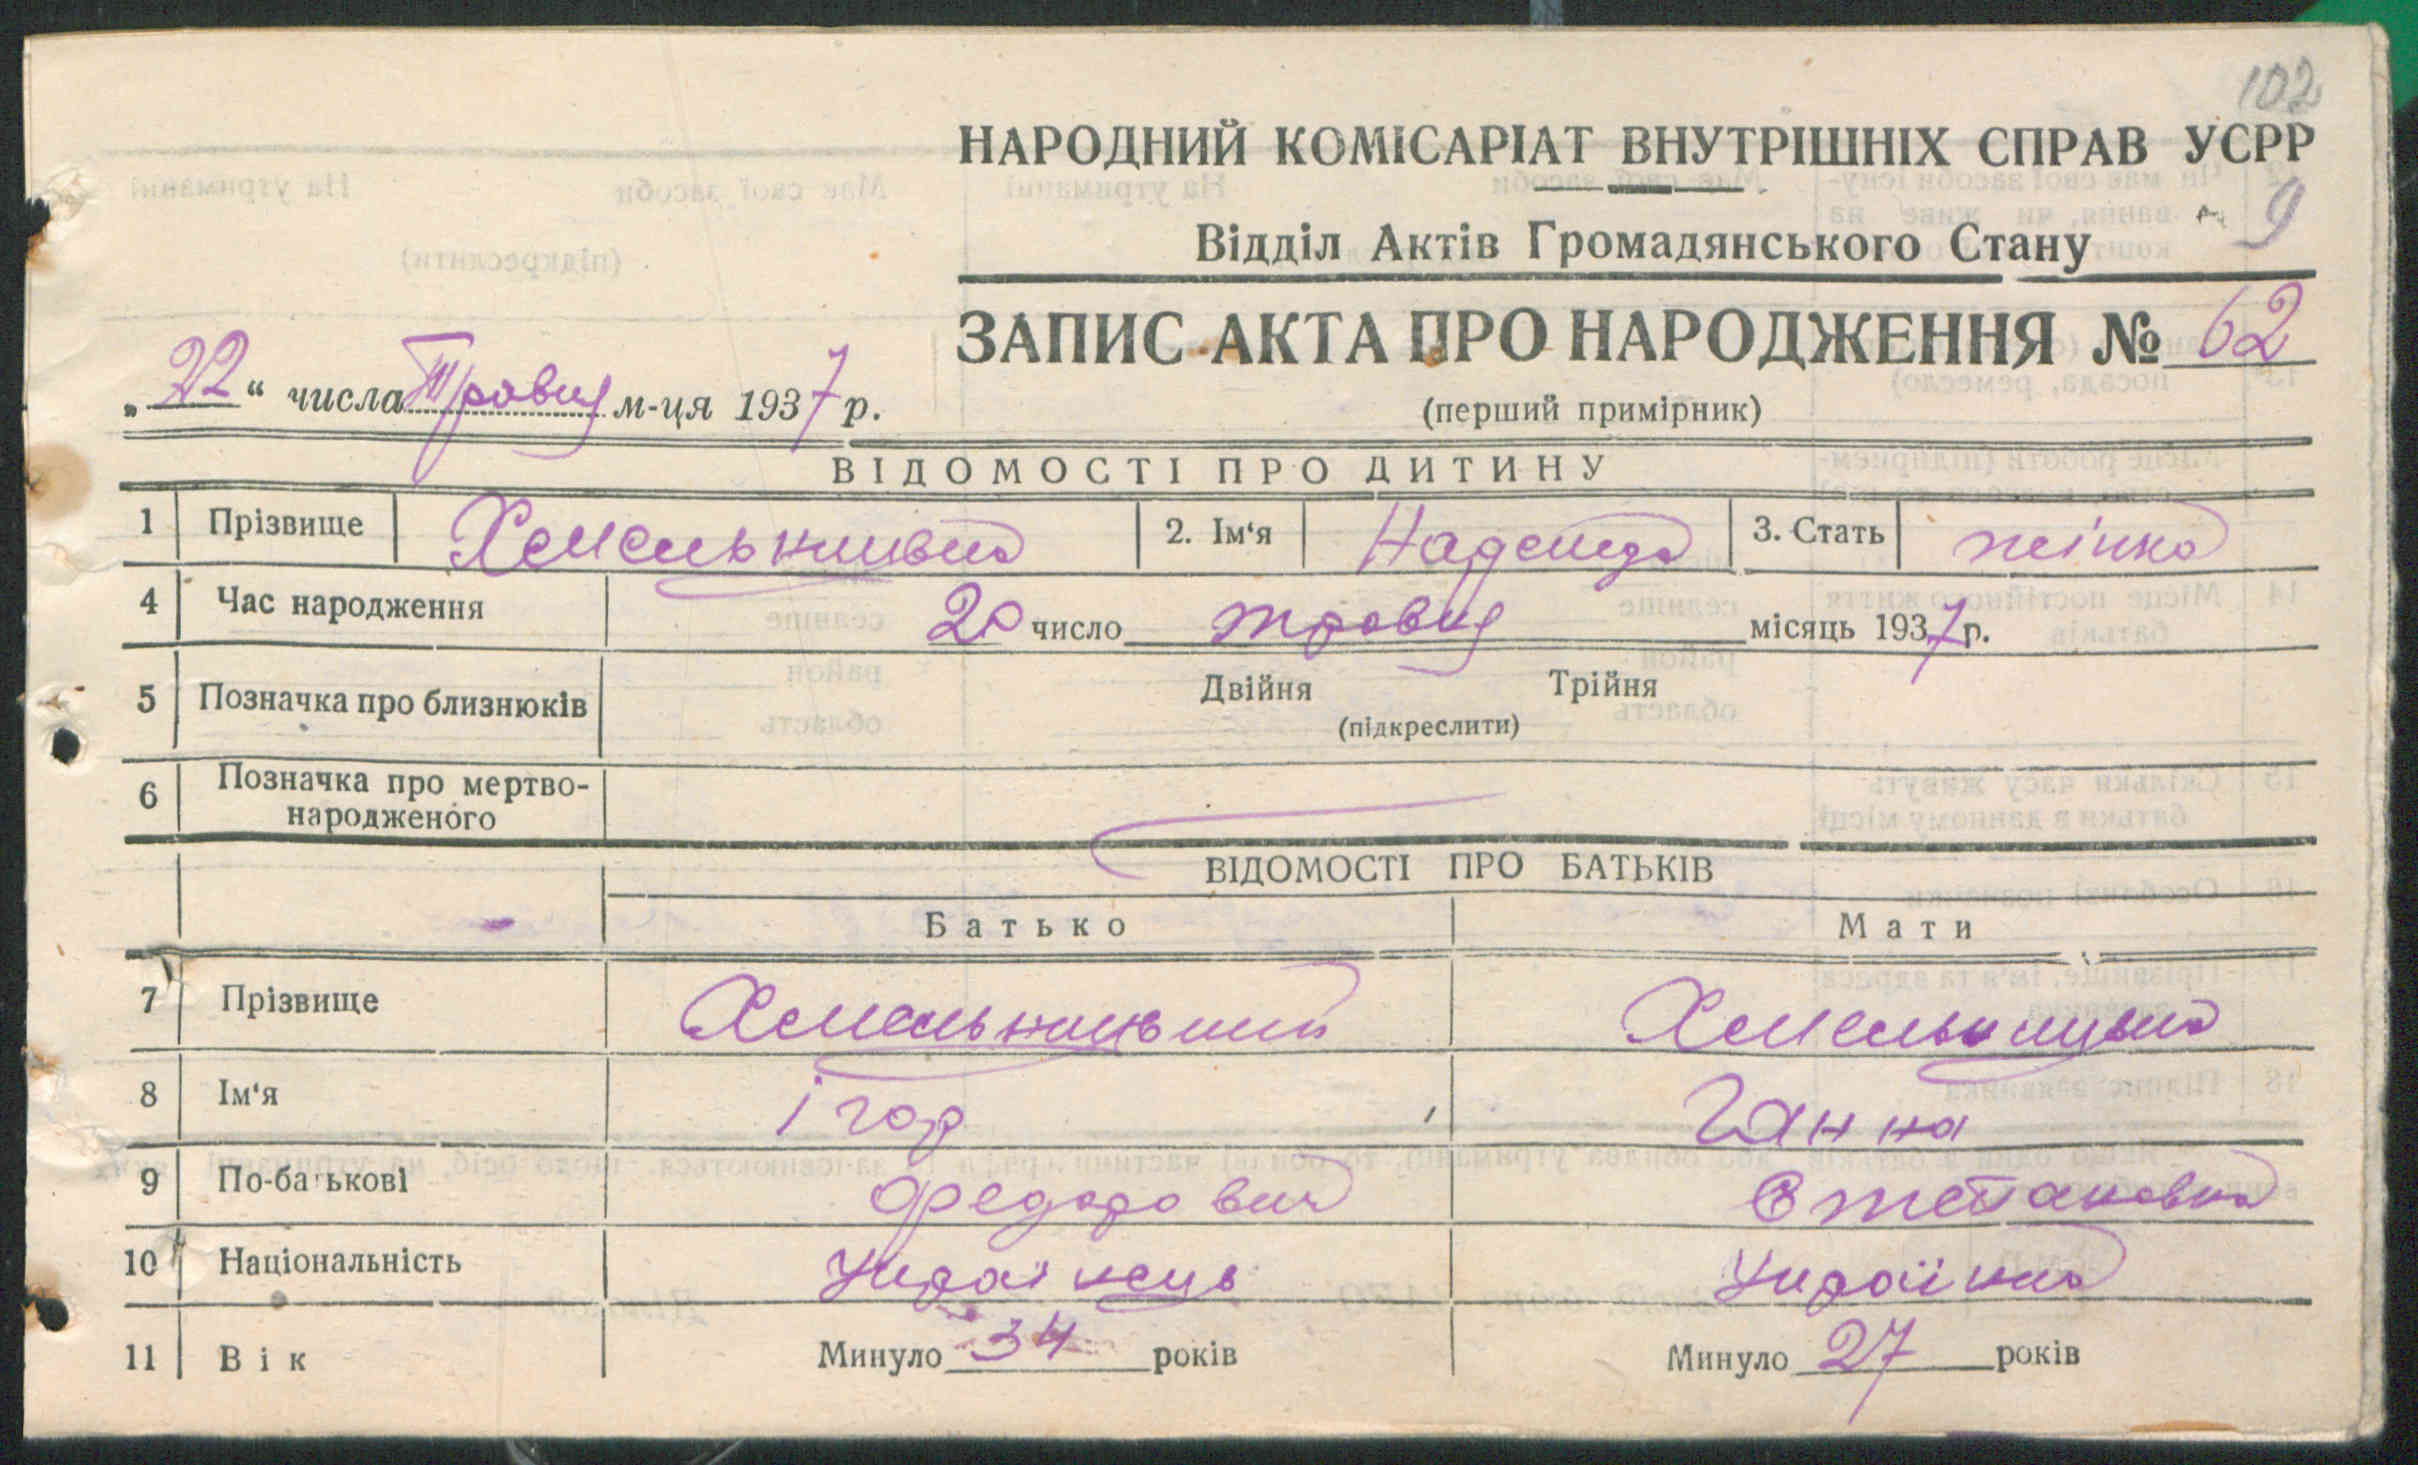 102
НАРОДНИЙ КОМІСАРІАТ ВНУТРІШНІХ СПРАВ УСРР
Відділ Актів Громадянського Стану
9
ЗАПИС АКТА ПРО НАРОДЖЕННЯ № 62
„22“ числа Травня м-ця 1937 р.
(перший примірник)
ВІДОМОСТІ ПРО ДИТИНУ
1 Прізвище Хмельницька 2. Ім'я Надежда 3. Стать жінка
4 Час народження 20 число травня місяць 1937 р.
5 Позначка про близнюків Двійня Трійня
(підкреслити)
6 Позначка про мертво-
народженого
ВІДОМОСТІ ПРО БАТЬКІВ
Батько Мати
7 Прізвище Хмельницький Хмельницька
8 Ім'я Ігор Ганна
9 По-батькові Федорович Степановна
10 Національність Українець Українка
11 Вік Минуло 34 років Минуло 27 років